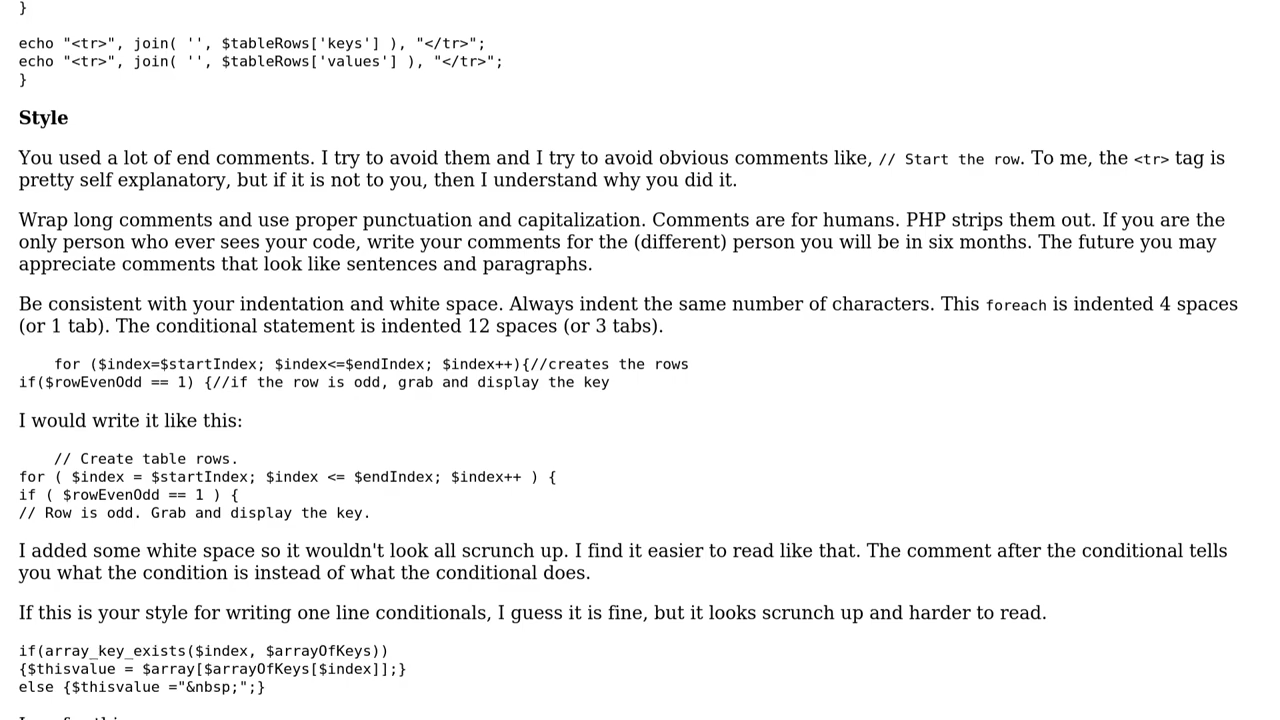 }
echo "<tr>", join( '', $tableRows['keys'] ), "</tr>";
echo "<tr>", join( '', $tableRows['values'] ), "</tr>";
}
Style
You used a lot of end comments. I try to avoid them and I try to avoid obvious comments like, // Start the row. To me, the <tr> tag is
pretty self explanatory, but if it is not to you, then I understand why you did it.
Wrap long comments and use proper punctuation and capitalization. Comments are for humans. PHP strips them out. If you are the
only person who ever sees your code, write your comments for the (different) person you will be in six months. The future you may
appreciate comments that look like sentences and paragraphs.
Be consistent with your indentation and white space. Always indent the same number of characters. This foreach is indented 4 spaces
(or 1 tab). The conditional statement is indented 12 spaces (or 3 tabs).
for ($index=$startIndex; $index<=$endIndex; $index++){//creates the rows
if($rowEvenOdd == 1) {//if the row is odd, grab and display the key
I would write it like this:
// Create table rows.
for ( $index = $startIndex; $index <= $endIndex; $index++ ) {
if ( $rowEvenOdd == 1 ) {
// Row is odd. Grab and display the key.
I added some white space so it wouldn't look all scrunch up. I find it easier to read like that. The comment after the conditional tells
you what the condition is instead of what the conditional does.
If this is your style for writing one line conditionals, I guess it is fine, but it looks scrunch up and harder to read.
if(array_key_exists($index, $arrayOfKeys))
{$thisvalue = $array[$arrayOfKeys[$index]];}
else {$thisvalue ="&nbsp;";}